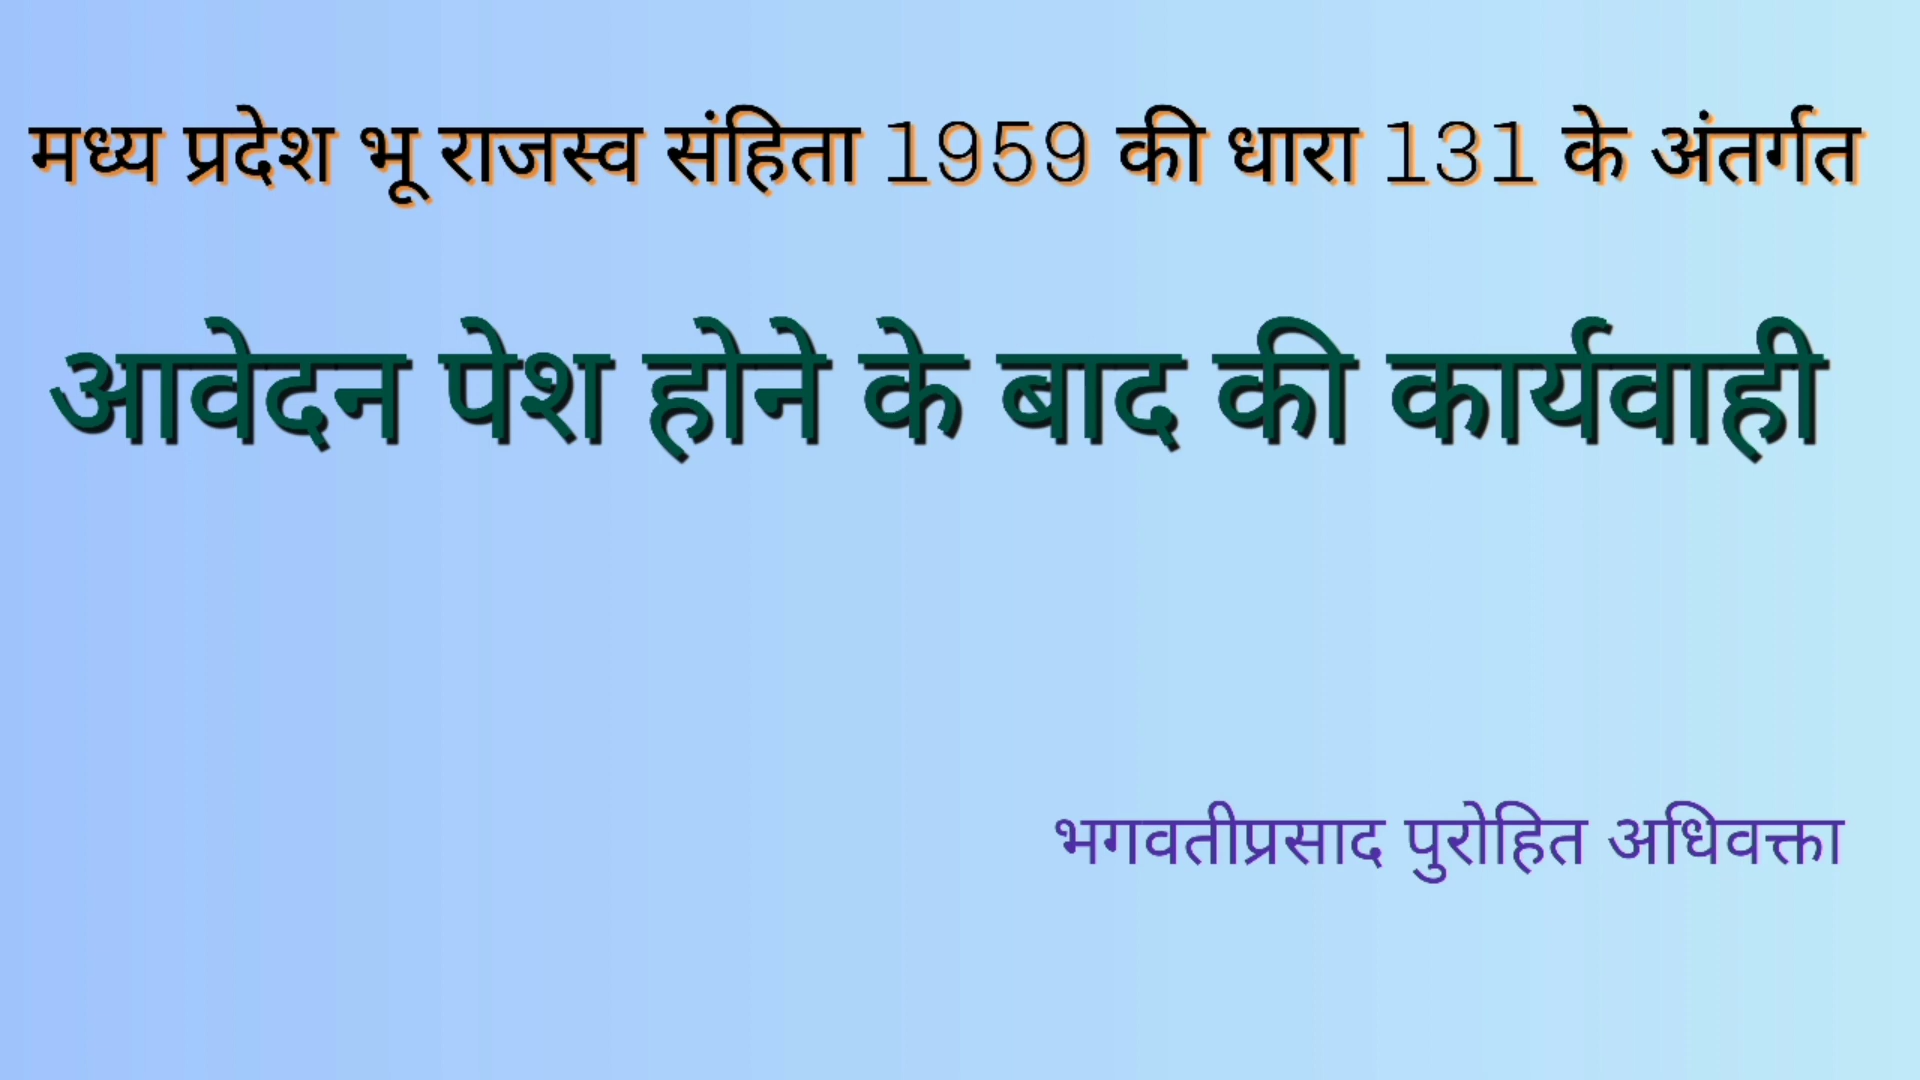 मध्य प्रदेश भू राजस्व संहिता 1959 की धारा 131 के अंतर्गत
आवेदन पेश होने के बाद की कार्यवाही
भगवतीप्रसाद पुरोहित अधिवक्ता